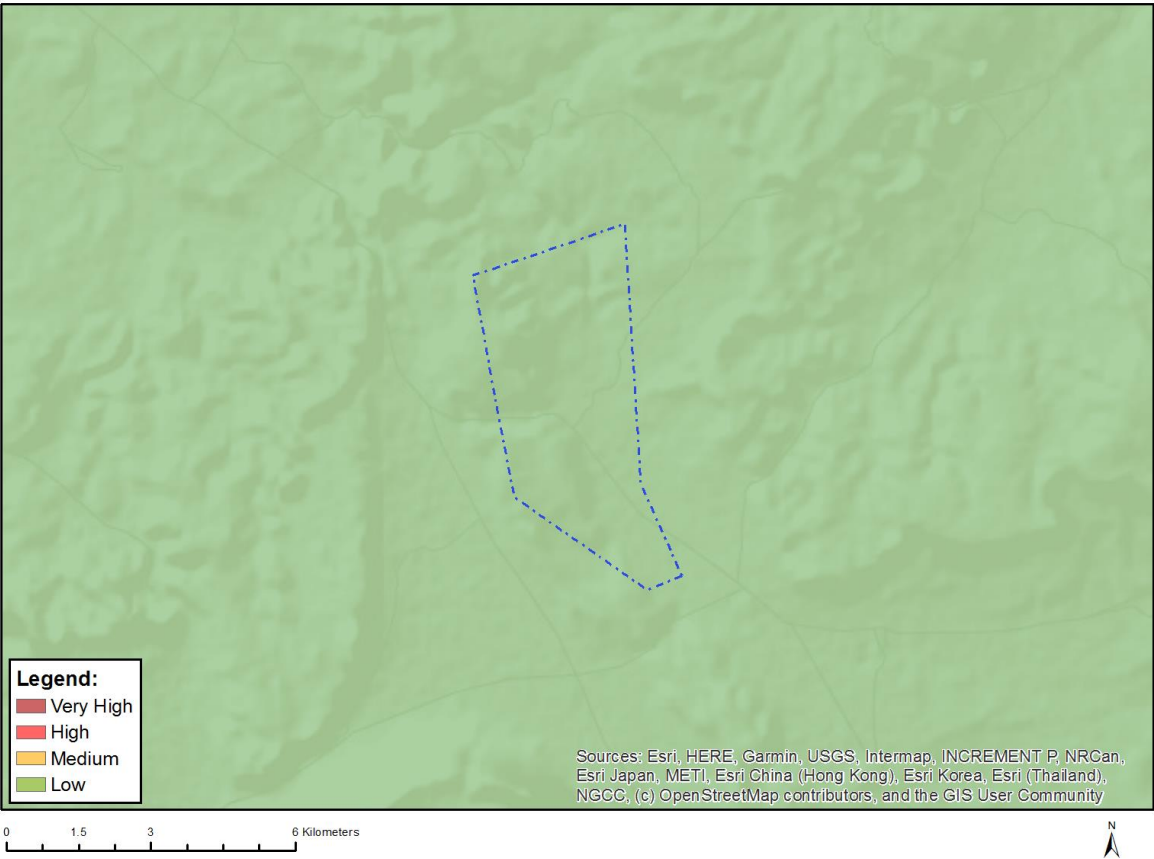 Legend:
Very High
High
Medium
Low
Sources: Esri, HERE, Garmin, USGS, Intermap, INCREMENT P, NRCan,
Esri Japan, METI, Esri China (Hong Kong), Esri Korea, Esri (Thailand),
NGCC, (c) OpenStreetMap contributors, and the GIS User Community
0 1.5 3 6 Kilometers
N